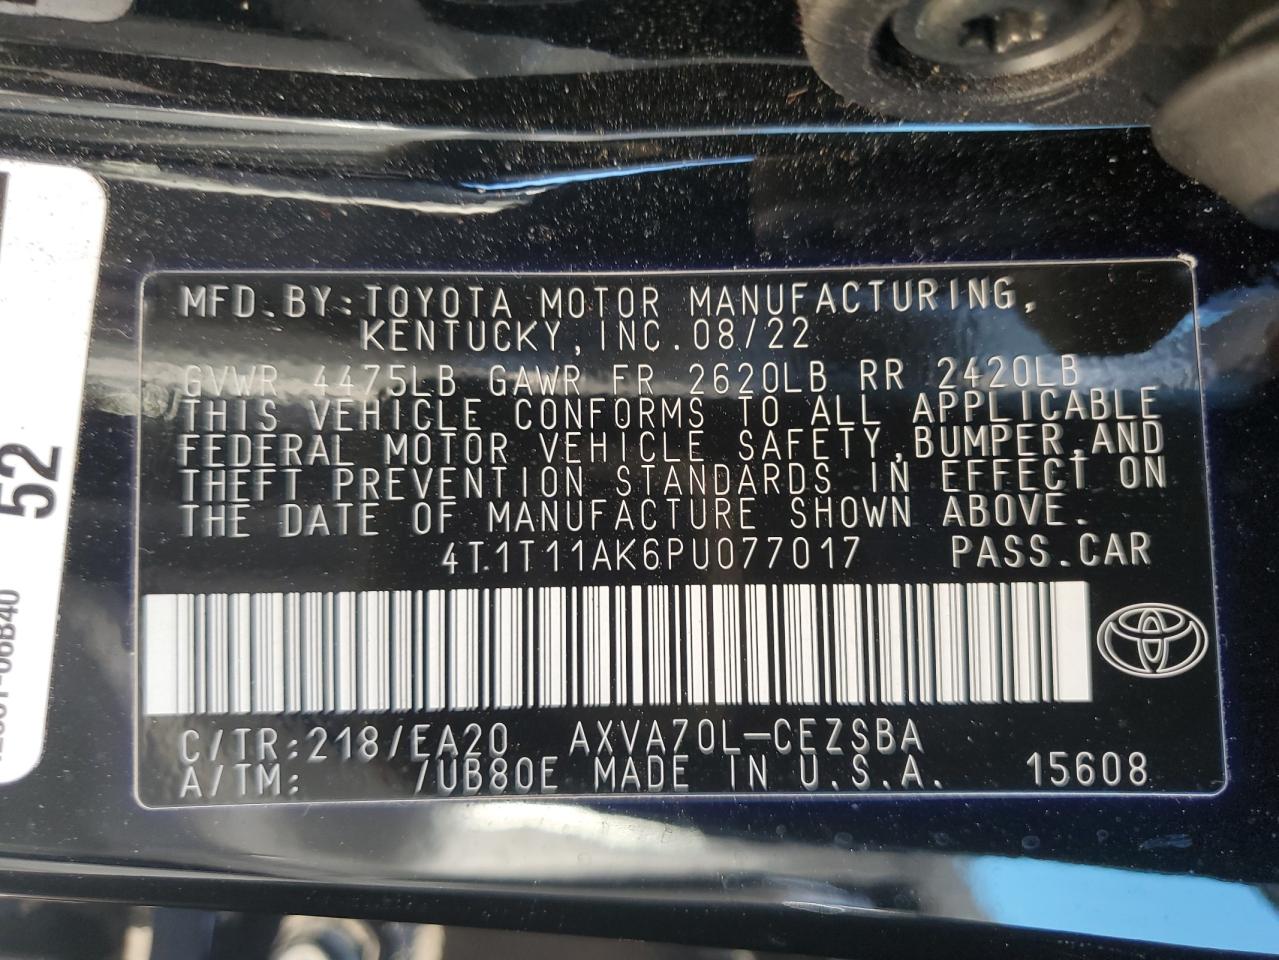 MFD.BY:TOYOTA MOTOR MANUFACTURING,
KENTUCKY,INC.08/22
GVWR 4475LB GAWR FR 2620LB RR 2420LB
THIS VEHICLE CONFORMS TO ALL APPLICABLE
FEDERAL MOTOR VEHICLE SAFETY,BUMPER,AND
THEFT PREVENTION STANDARDS IN EFFECT ON
THE DATE OF MANUFACTURE SHOWN ABOVE.
4T1T11AK6PU077017 PASS.CAR
C/TR:218/EA20 AXVA70L-CEZSBA
A/TM: /UB80E MADE IN U.S.A. 15608
52